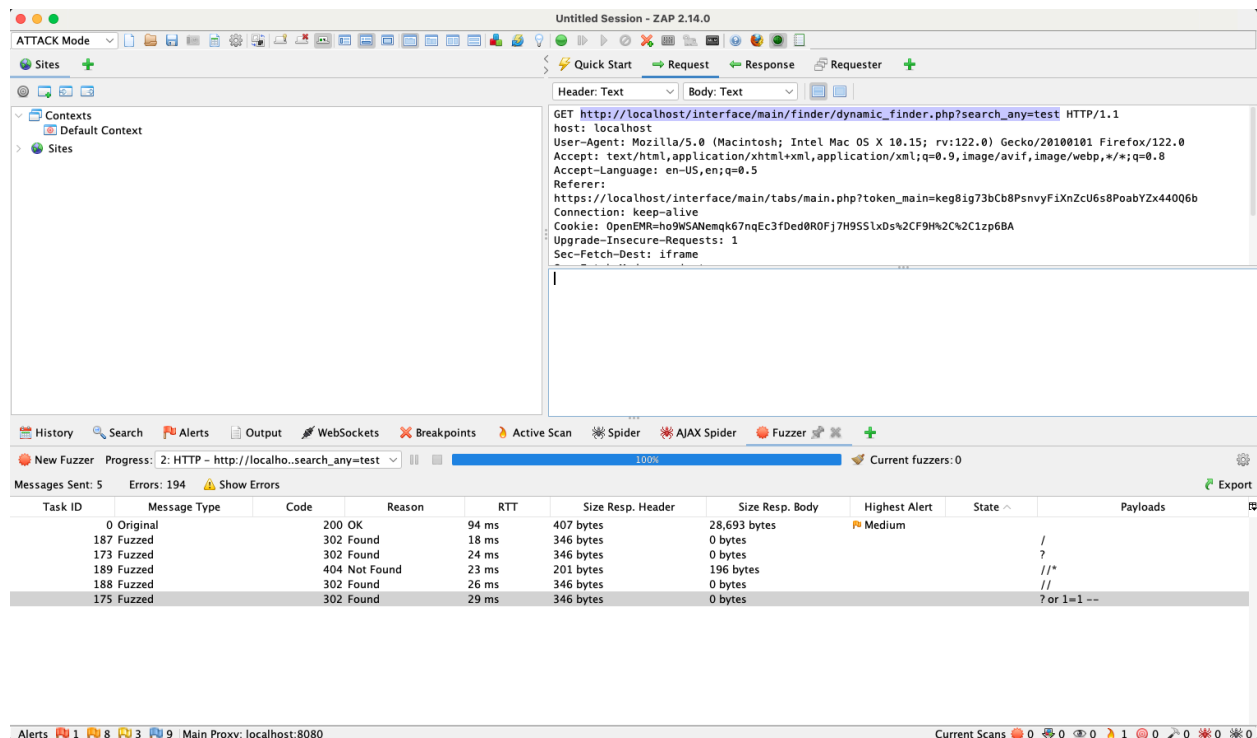 Untitled Session - ZAP 2.14.0
ATTACK Mode
Sites
Quick Start Request Response Requester
Header: Text Body: Text
Contexts
Default Context
Sites
GET http://localhost/interface/main/finder/dynamic_finder.php?search_any=test HTTP/1.1
host: localhost
User-Agent: Mozilla/5.0 (Macintosh; Intel Mac OS X 10.15; rv:122.0) Gecko/20100101 Firefox/122.0
Accept: text/html,application/xhtml+xml,application/xml;q=0.9,image/avif,image/webp,*/*;q=0.8
Accept-Language: en-US,en;q=0.5
Referer:
https://localhost/interface/main/tabs/main.php?token_main=keg8ig73bCb8PsnvyFiXnZcU6s8PoabYZx44OQ6b
Connection: keep-alive
Cookie: OpenEMR=ho9WSANemqk67nqEc3fDed0ROFj7H9SSlxDs%2CF9H%2C%2C1zp6BA
Upgrade-Insecure-Requests: 1
Sec-Fetch-Dest: iframe
History Search Alerts Output WebSockets Breakpoints Active Scan Spider AJAX Spider Fuzzer
New Fuzzer Progress: 2: HTTP - http://localho..search_any=test 100% Current fuzzers: 0
Messages Sent: 5 Errors: 194 Show Errors Export
Task ID Message Type Code Reason RTT Size Resp. Header Size Resp. Body Highest Alert State Payloads
0 Original 200 OK 94 ms 407 bytes 28,693 bytes Medium
187 Fuzzed 302 Found 18 ms 346 bytes 0 bytes /
173 Fuzzed 302 Found 24 ms 346 bytes 0 bytes ?
189 Fuzzed 404 Not Found 23 ms 201 bytes 196 bytes //*
188 Fuzzed 302 Found 26 ms 346 bytes 0 bytes //
175 Fuzzed 302 Found 29 ms 346 bytes 0 bytes ? or 1=1 --
Alerts 1 8 3 9 Main Proxy: localhost:8080 Current Scans 0 0 0 1 0 0 0 0